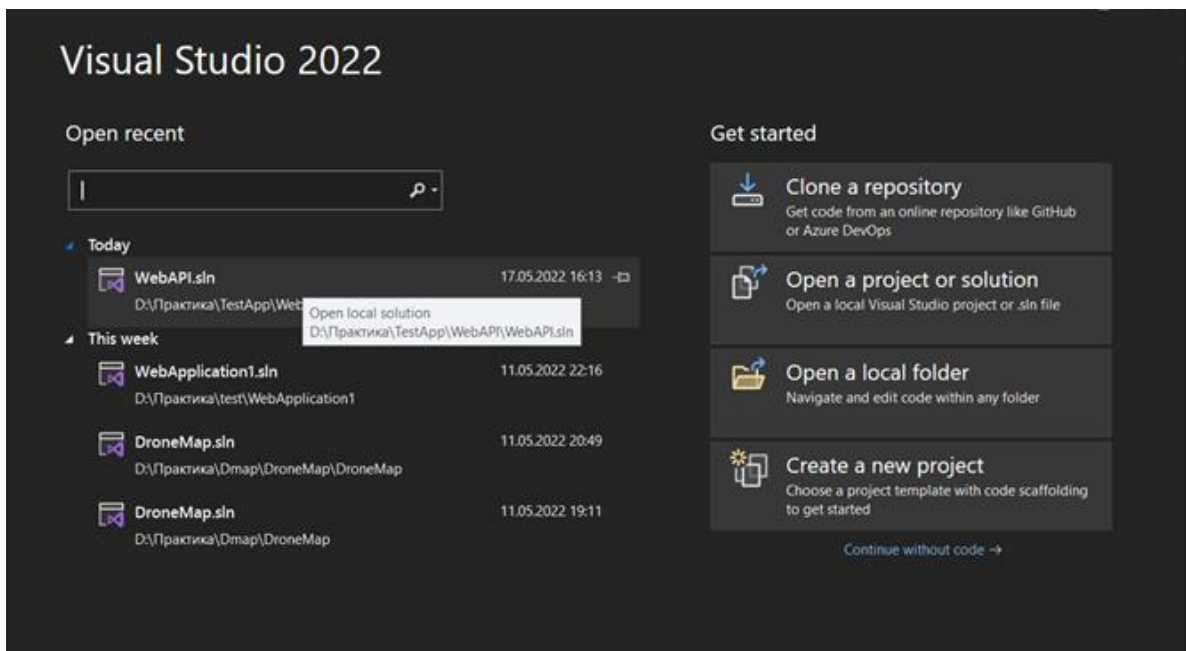 Visual Studio 2022
Open recent
Today
WebAPI.sln 17.05.2022 16:13
D:\Практика\TestApp\Web
Open local solution
D:\Практика\TestApp\WebAPI\WebAPI.sln
This week
WebApplication1.sln 11.05.2022 22:16
D:\Практика\test\WebApplication1
DroneMap.sln 11.05.2022 20:49
D:\Практика\Dmap\DroneMap\DroneMap
DroneMap.sln 11.05.2022 19:11
D:\Практика\Dmap\DroneMap
Get started
Clone a repository
Get code from an online repository like GitHub
or Azure DevOps
Open a project or solution
Open a local Visual Studio project or .sln file
Open a local folder
Navigate and edit code within any folder
Create a new project
Choose a project template with code scaffolding
to get started
Continue without code →